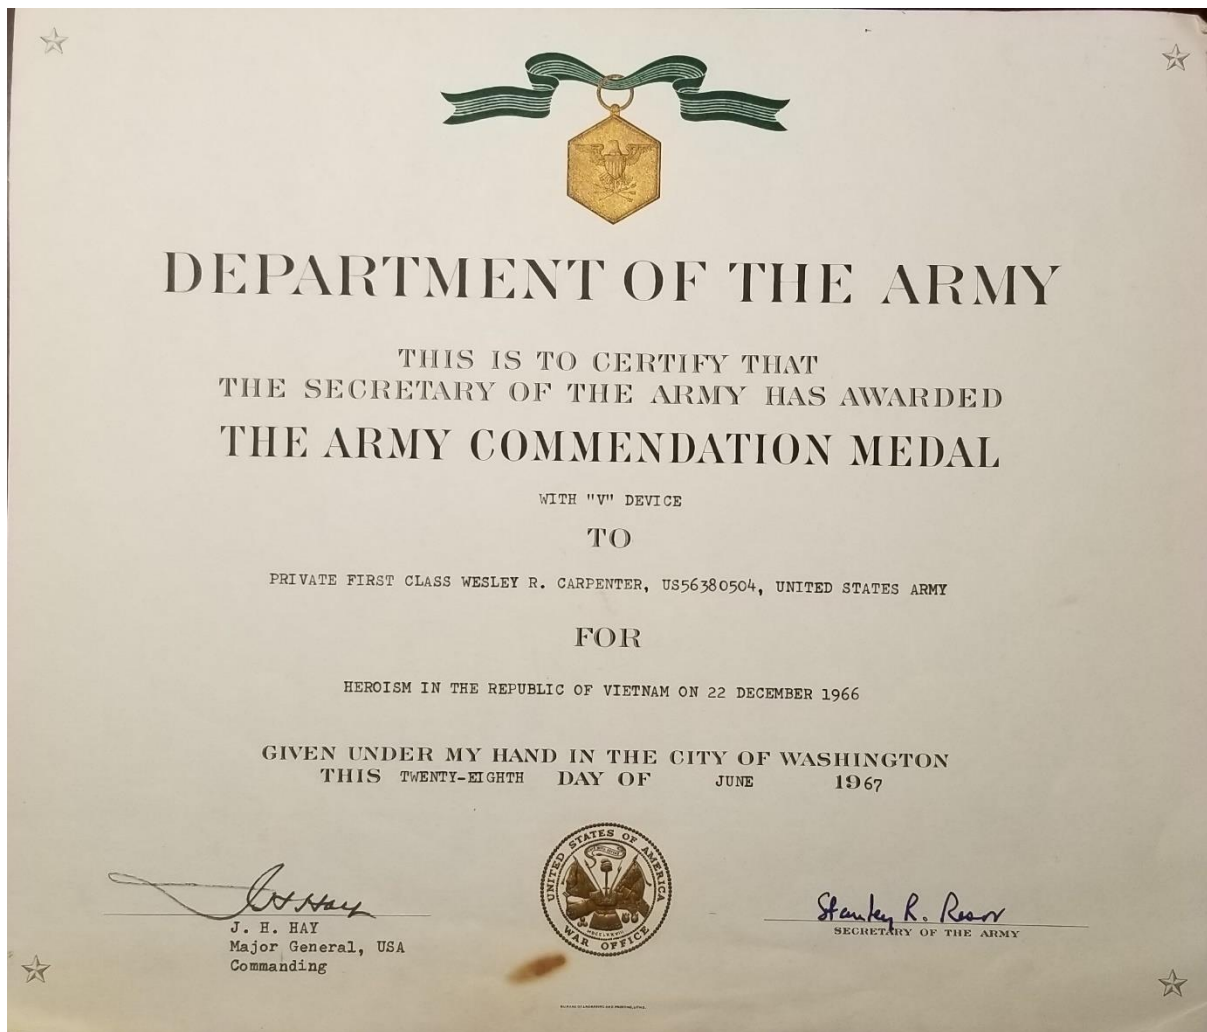 DEPARTMENT OF THE ARMY
THIS IS TO CERTIFY THAT
THE SECRETARY OF THE ARMY HAS AWARDED
THE ARMY COMMENDATION MEDAL
WITH "V" DEVICE
TO
PRIVATE FIRST CLASS WESLEY R. CARPENTER, US56380504, UNITED STATES ARMY
FOR
HEROISM IN THE REPUBLIC OF VIETNAM ON 22 DECEMBER 1966
GIVEN UNDER MY HAND IN THE CITY OF WASHINGTON
THIS TWENTY-EIGHTH DAY OF JUNE 1967
UNITED STATES OF AMERICA
WAR OFFICE
J H Hay
J. H. HAY
Major General, USA
Commanding
Stanley R. Resor
SECRETARY OF THE ARMY